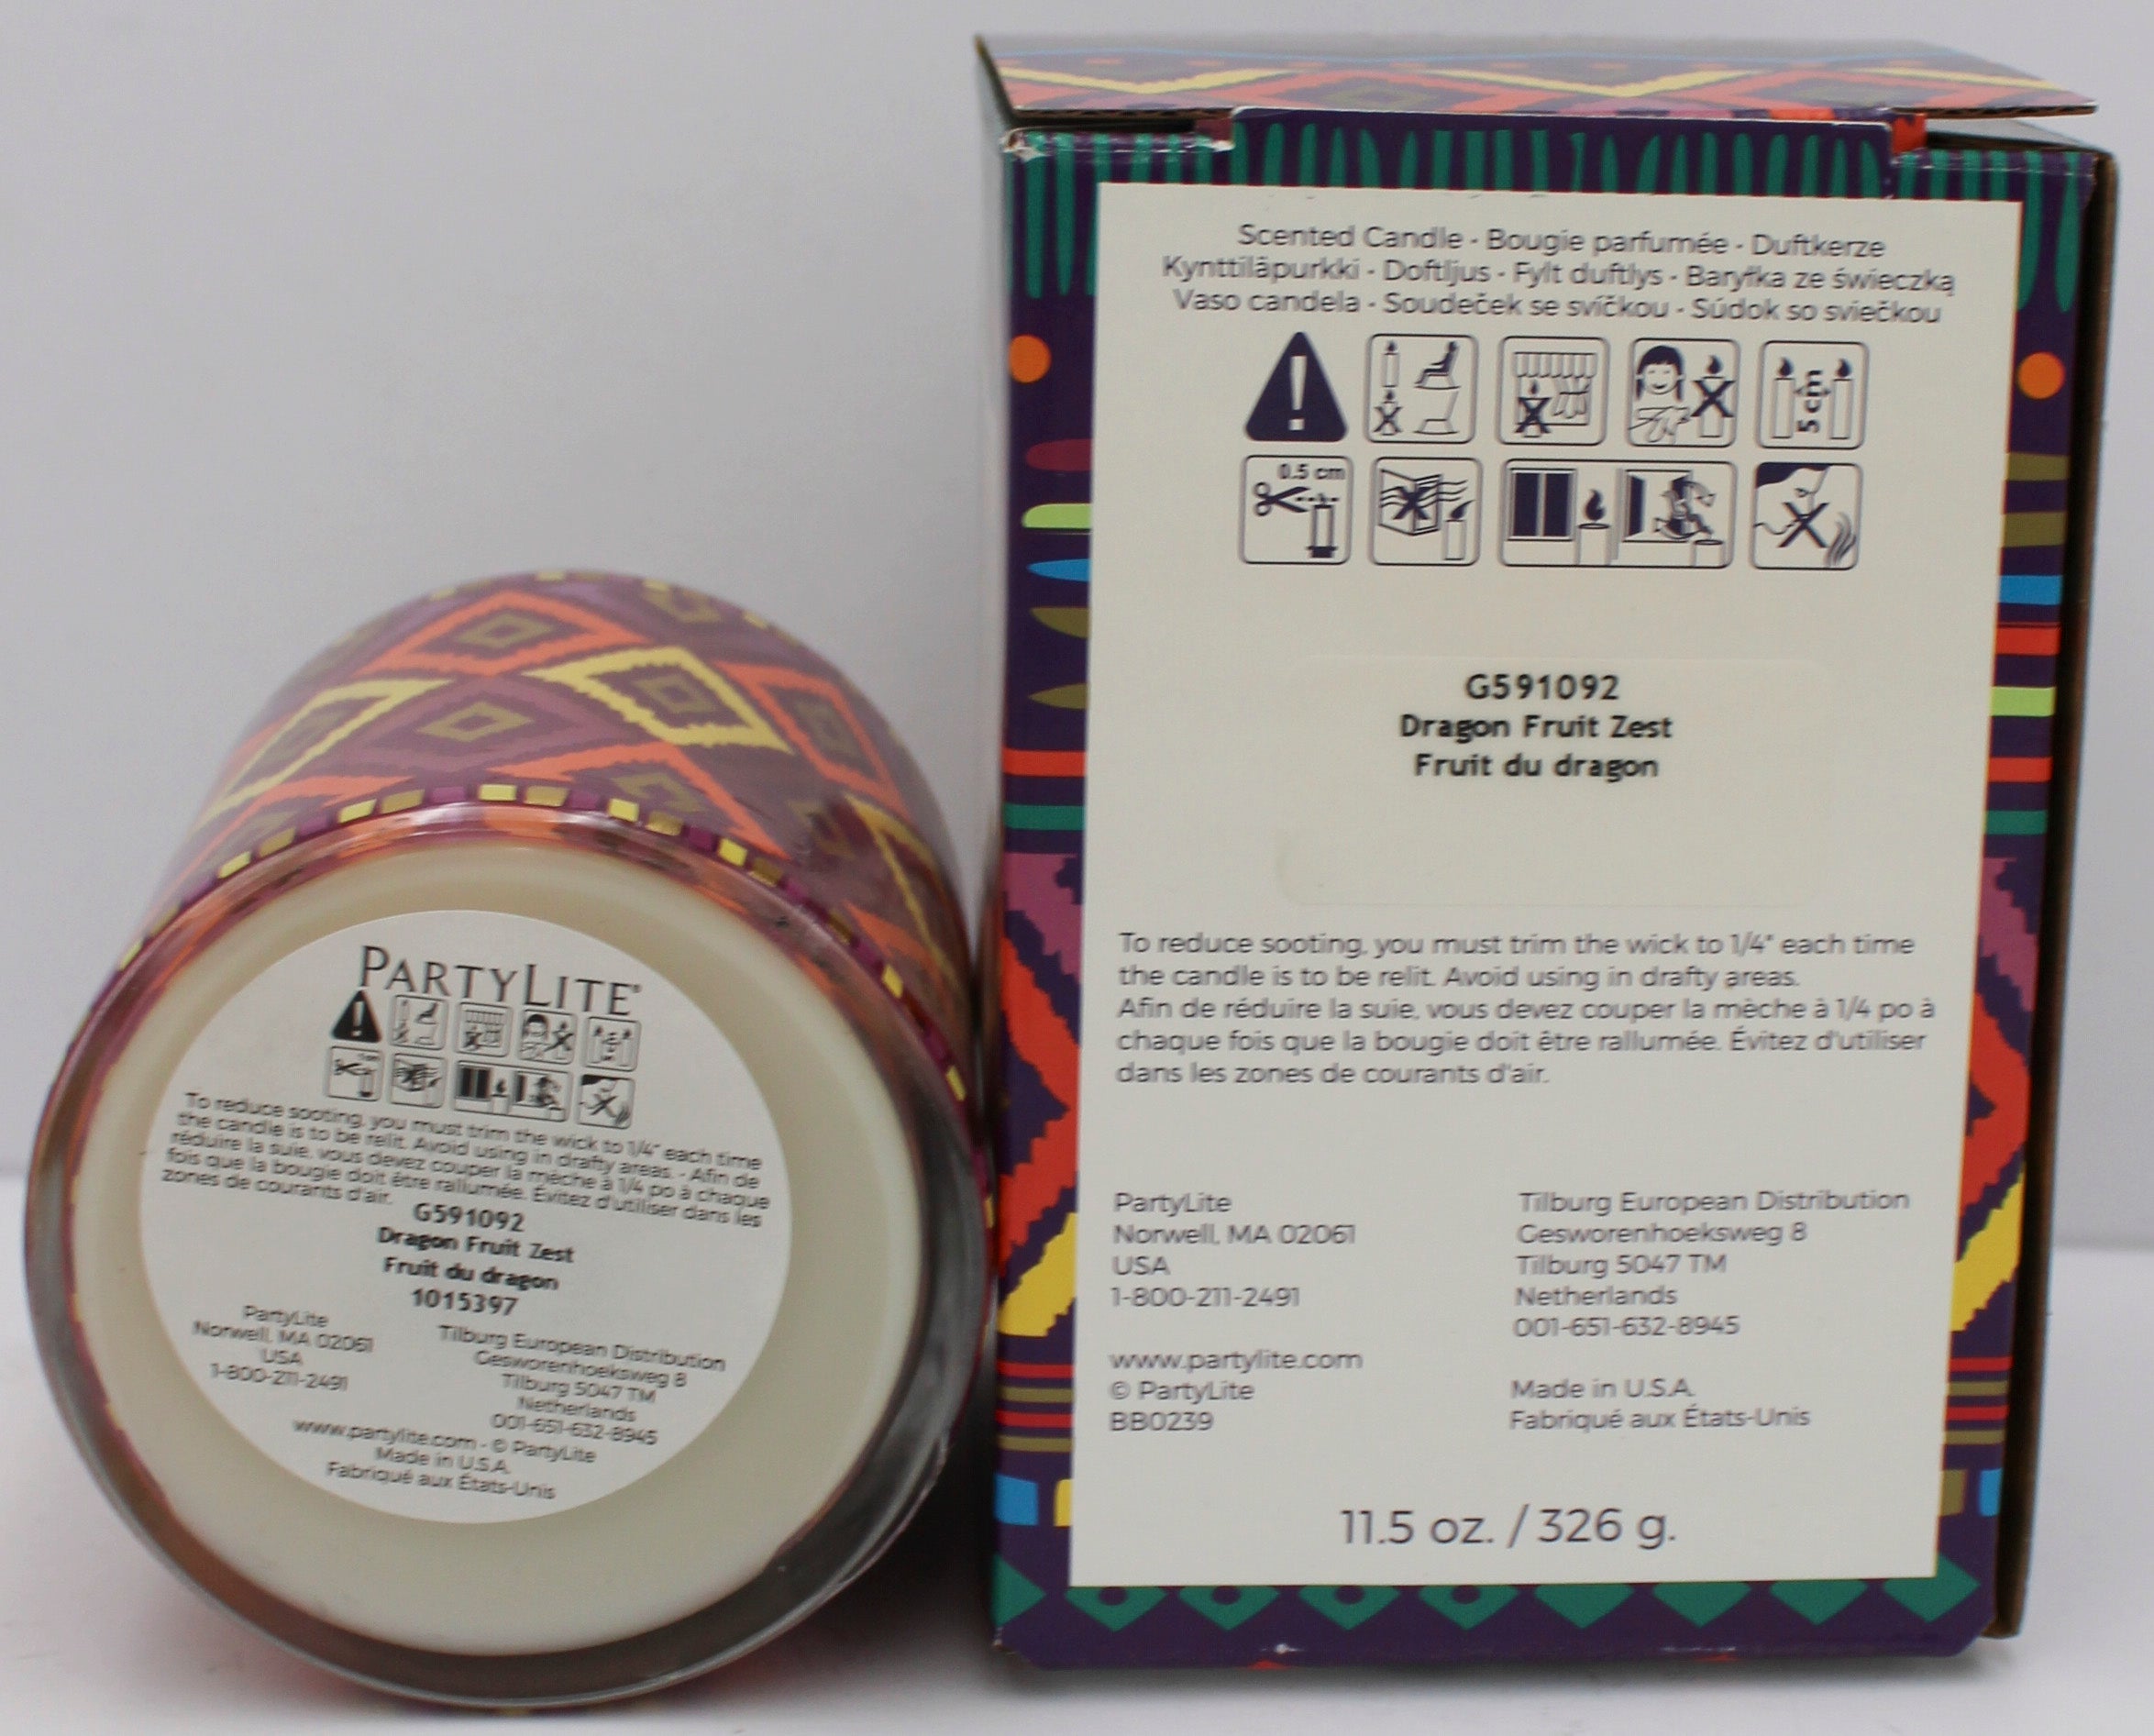 PARTYLITE®
To reduce sooting, you must trim the wick to 1/4" each time
the candle is to be relit. Avoid using in drafty areas. - Afin de
réduire la suie, vous devez couper la mèche à 1/4 po à chaque
fois que la bougie doit être rallumée. Évitez d'utiliser dans les
zones de courants d'air.
G591092
Dragon Fruit Zest
Fruit du dragon
1015397
PartyLite
Norwell, MA 02061
USA
1-800-211-2491
Tilburg European Distribution
Gesworenhoeksweg 8
Tilburg 5047 TM
Netherlands
001-651-632-8945
www.partylite.com - © PartyLite
Made in U.S.A.
Fabriqué aux États-Unis
Scented Candle - Bougie parfumée - Duftkerze
Kynttiläpurkki - Doftljus - Fylt duftlys - Baryłka ze świeczką
Vaso candela - Soudeček se svíčkou - Súdok so sviečkou
5 cm
0.5 cm
G591092
Dragon Fruit Zest
Fruit du dragon
To reduce sooting, you must trim the wick to 1/4" each time
the candle is to be relit. Avoid using in drafty areas.
Afin de réduire la suie, vous devez couper la mèche à 1/4 po à
chaque fois que la bougie doit être rallumée. Évitez d'utiliser
dans les zones de courants d'air.
PartyLite
Norwell, MA 02061
USA
1-800-211-2491
www.partylite.com
© PartyLite
BB0239
Tilburg European Distribution
Gesworenhoeksweg 8
Tilburg 5047 TM
Netherlands
001-651-632-8945
Made in U.S.A.
Fabriqué aux États-Unis
11.5 oz. / 326 g.